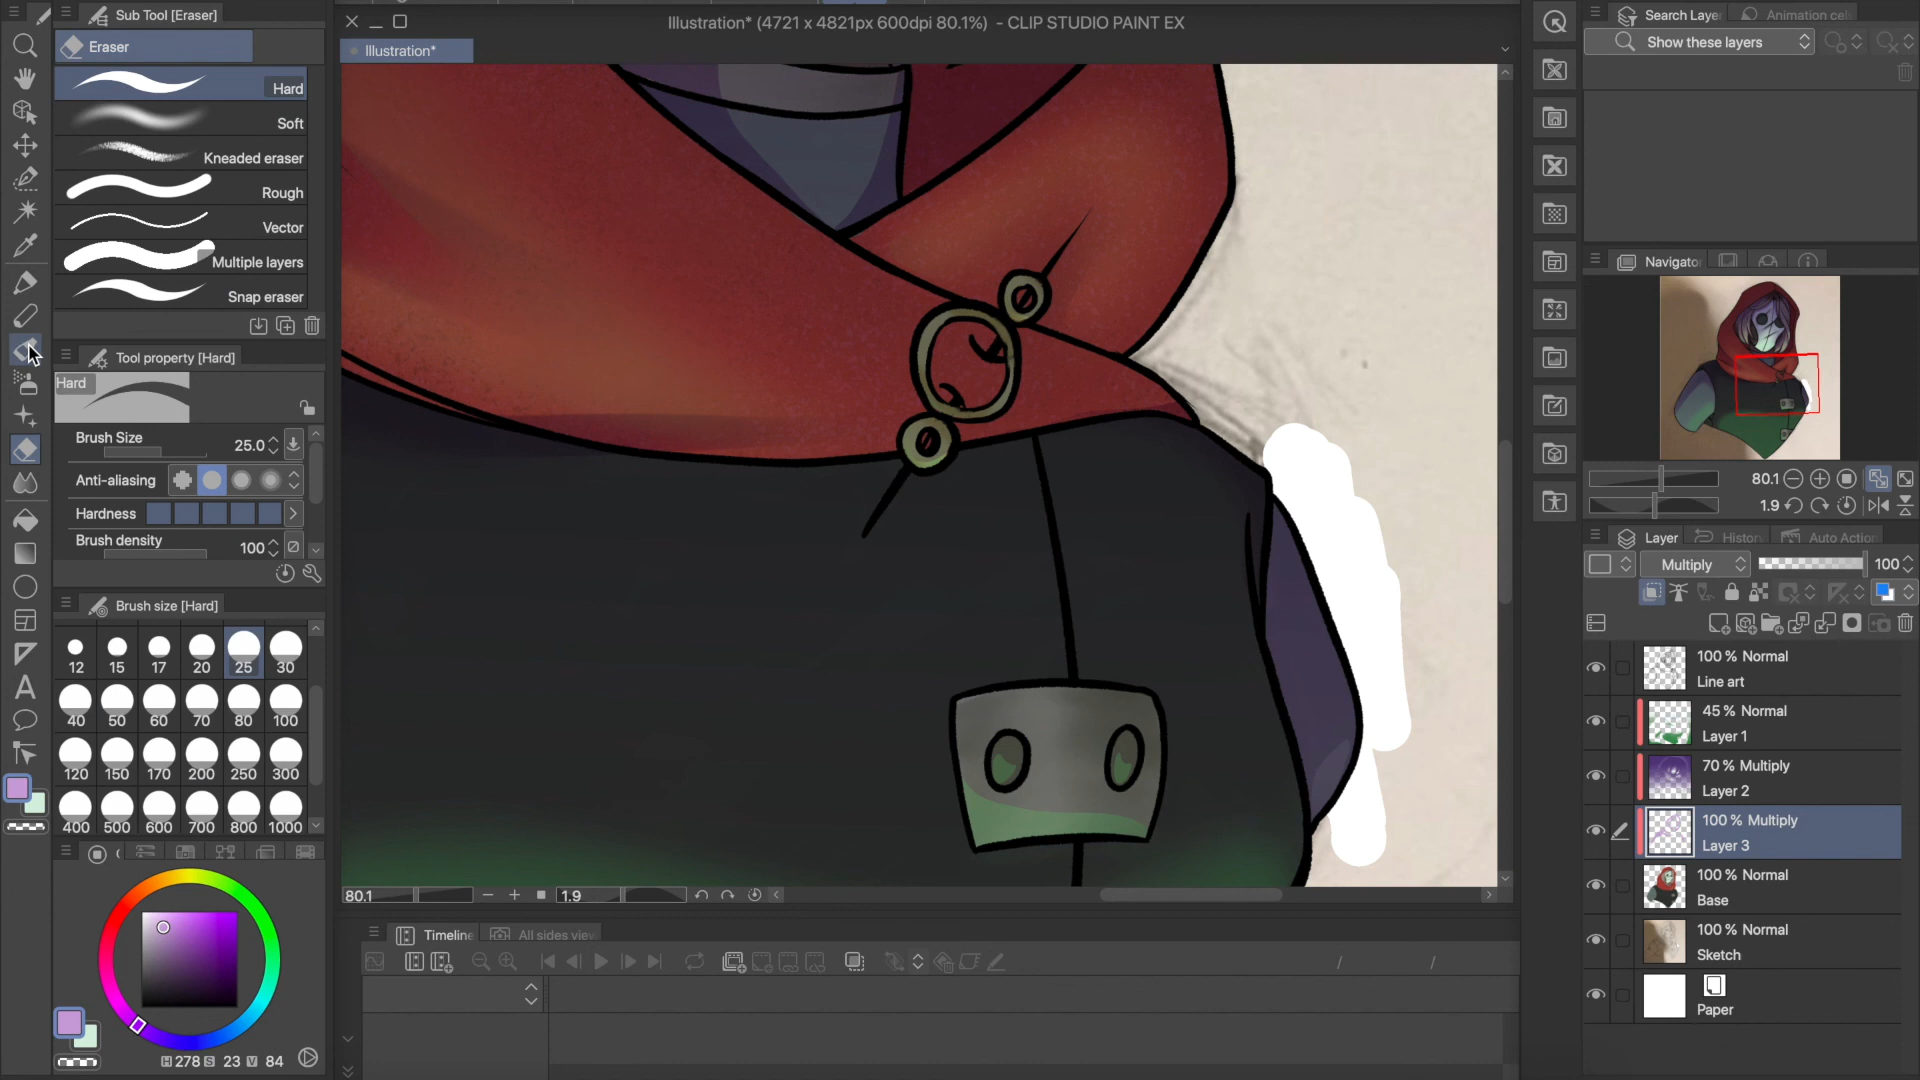 Sub Tool [Eraser]
Eraser
Hard
Soft
Kneaded eraser
Rough
Vector
Multiple layers
Snap eraser
Tool property [Hard]
Hard
Brush Size 25.0
Anti-aliasing
Hardness
Brush density 100
Brush size [Hard]
12 15 17 20 25 30
40 50 60 70 80 100
120 150 170 200 250 300
400 500 600 700 800 1000
H 278 S 23 V 84
Illustration* (4721 x 4821px 600dpi 80.1%) - CLIP STUDIO PAINT EX
Illustration*
80.1 1.9
Timeline All sides view
/ /
Search Laye Animation cel
Show these layers
Navigator
80.1
1.9
Layer History Auto Action
Multiply 100
100 % Normal
Line art
45 % Normal
Layer 1
70 % Multiply
Layer 2
100 % Multiply
Layer 3
100 % Normal
Base
100 % Normal
Sketch
Paper